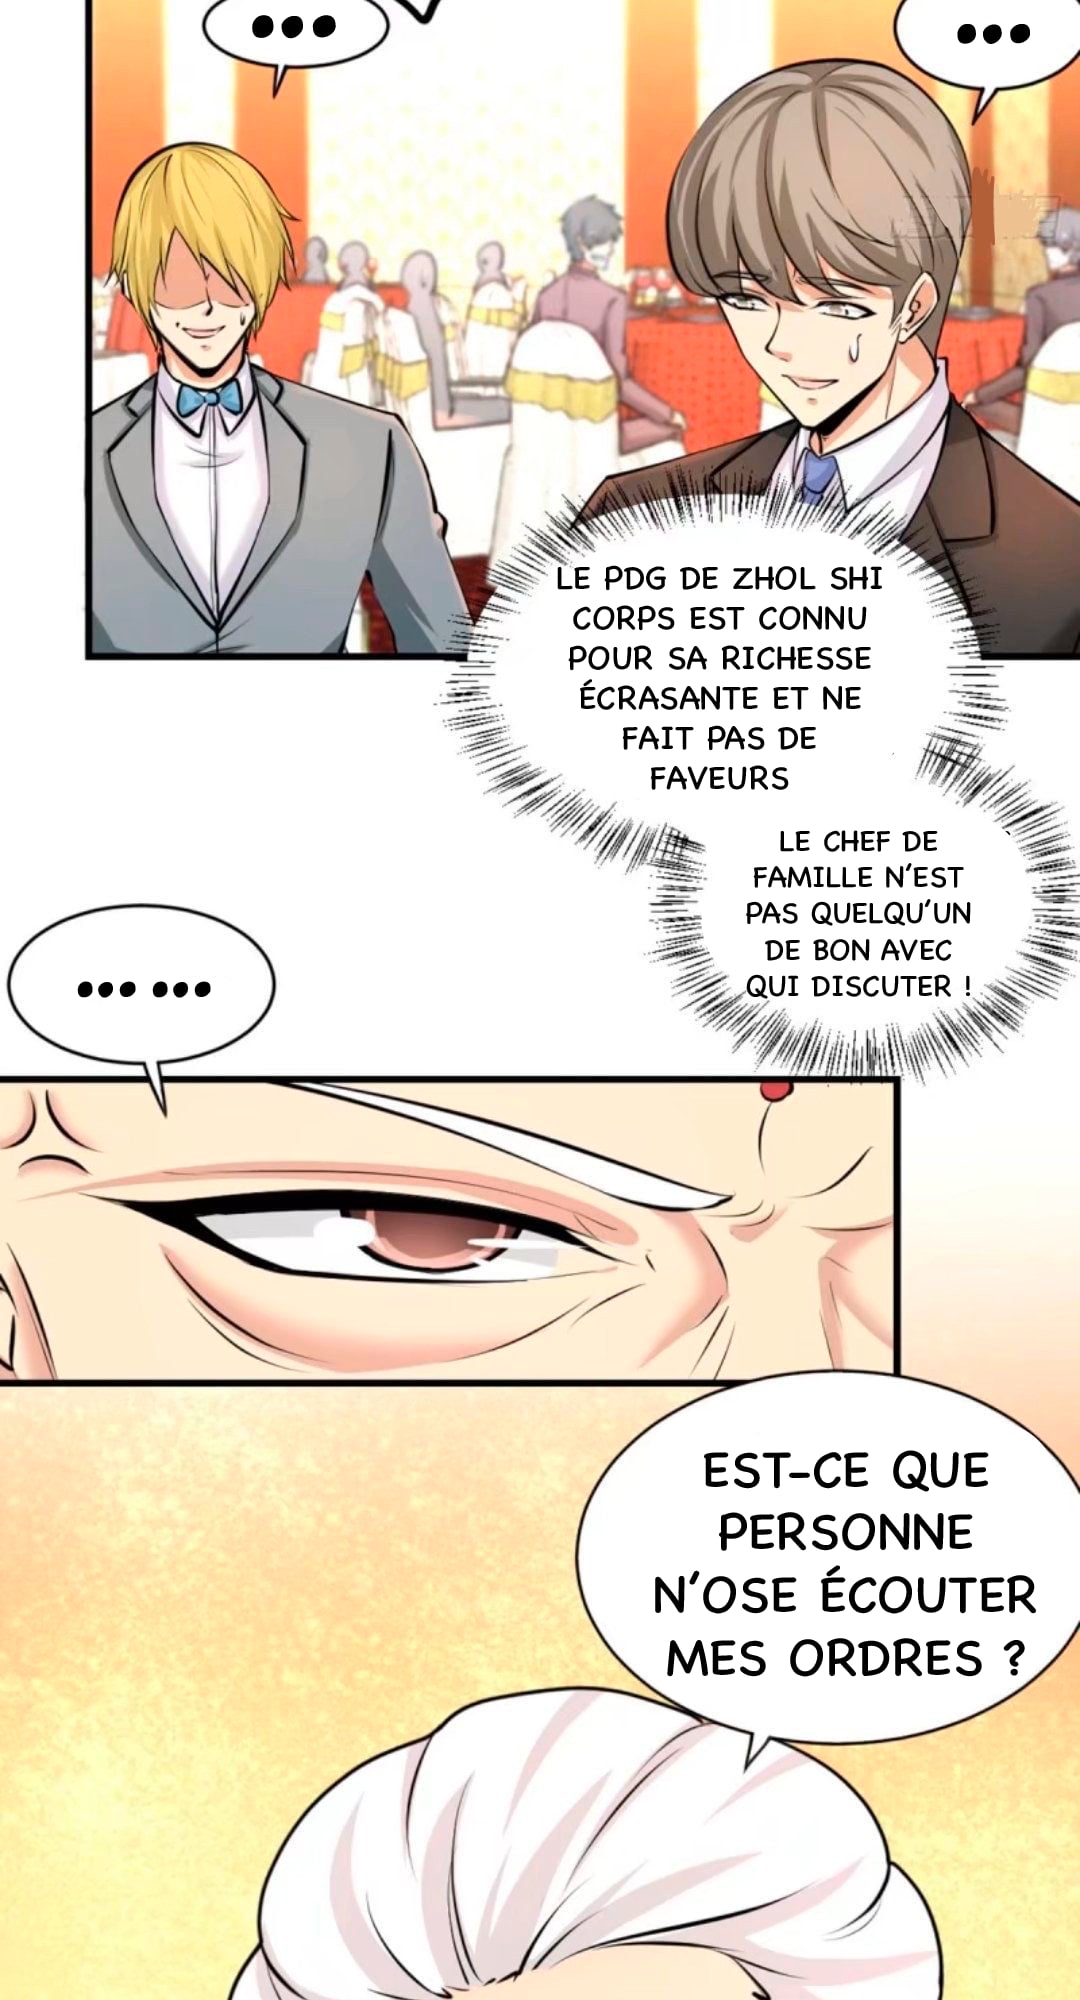 ...
...
LE PDG DE ZHOL SHI
CORPS EST CONNU
POUR SA RICHESSE
ÉCRASANTE ET NE
FAIT PAS DE
FAVEURS
LE CHEF DE
FAMILLE N'EST
PAS QUELQU'UN
DE BON AVEC
QUI DISCUTER !
... ...
EST-CE QUE
PERSONNE
N'OSE ÉCOUTER
MES ORDRES ?